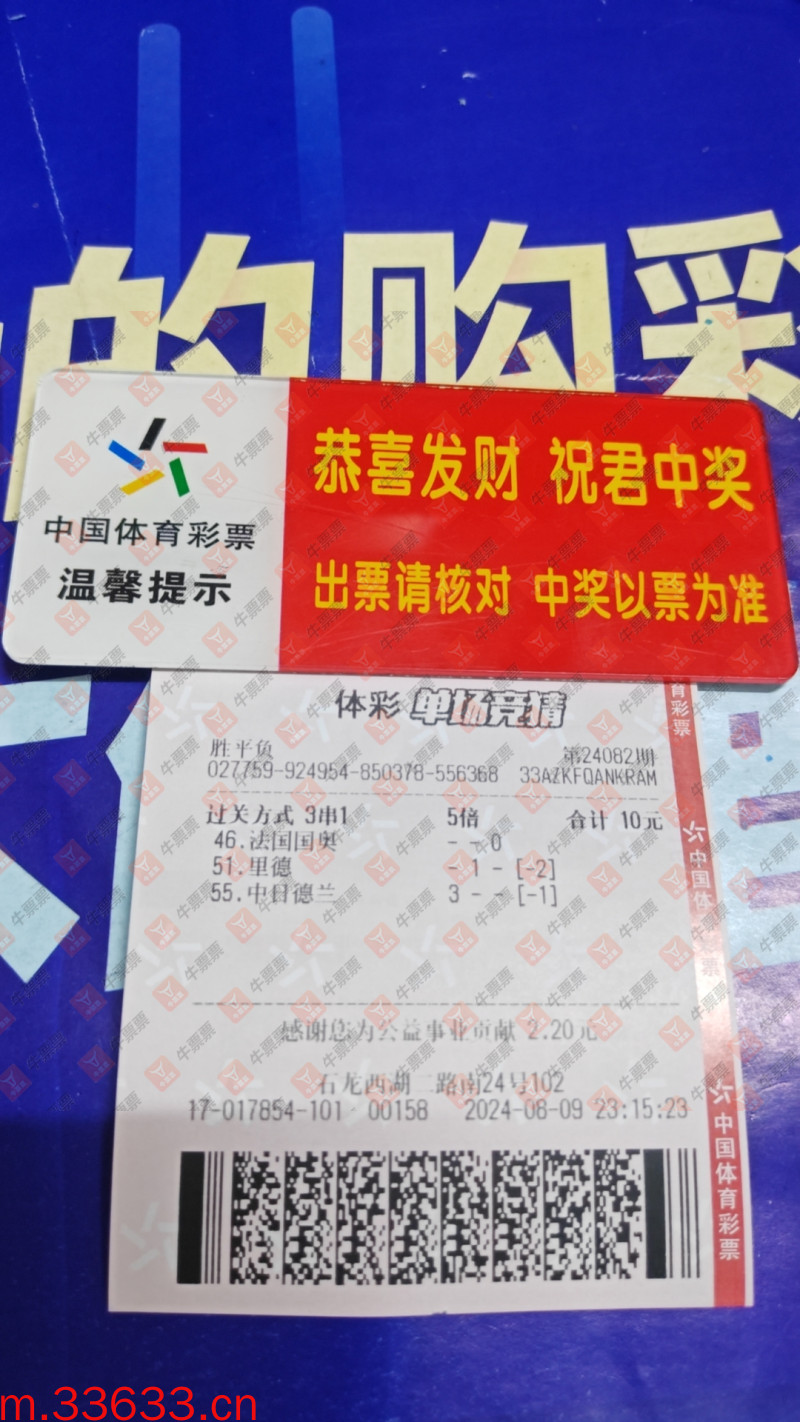 的购彩
中国体育彩票
温馨提示
恭喜发财 祝君中奖
出票请核对 中奖以票为准
体彩 单场竞猜
胜平负 第24082期
027759-924954-850378-556368 33AZKFQANKRAM
过关方式 3串1 5倍 合计 10元
46.法国国奥 - - 0
51.里德 - 1 - [-2]
55.中日德兰 3 - - [-1]
感谢您为公益事业贡献 2.20元
石龙西湖二路南24号102
17-017854-101 00158 2024-08-09 23:15:23
育彩票
中国体
票
中国体育彩票
牛票票
m.33633.cn